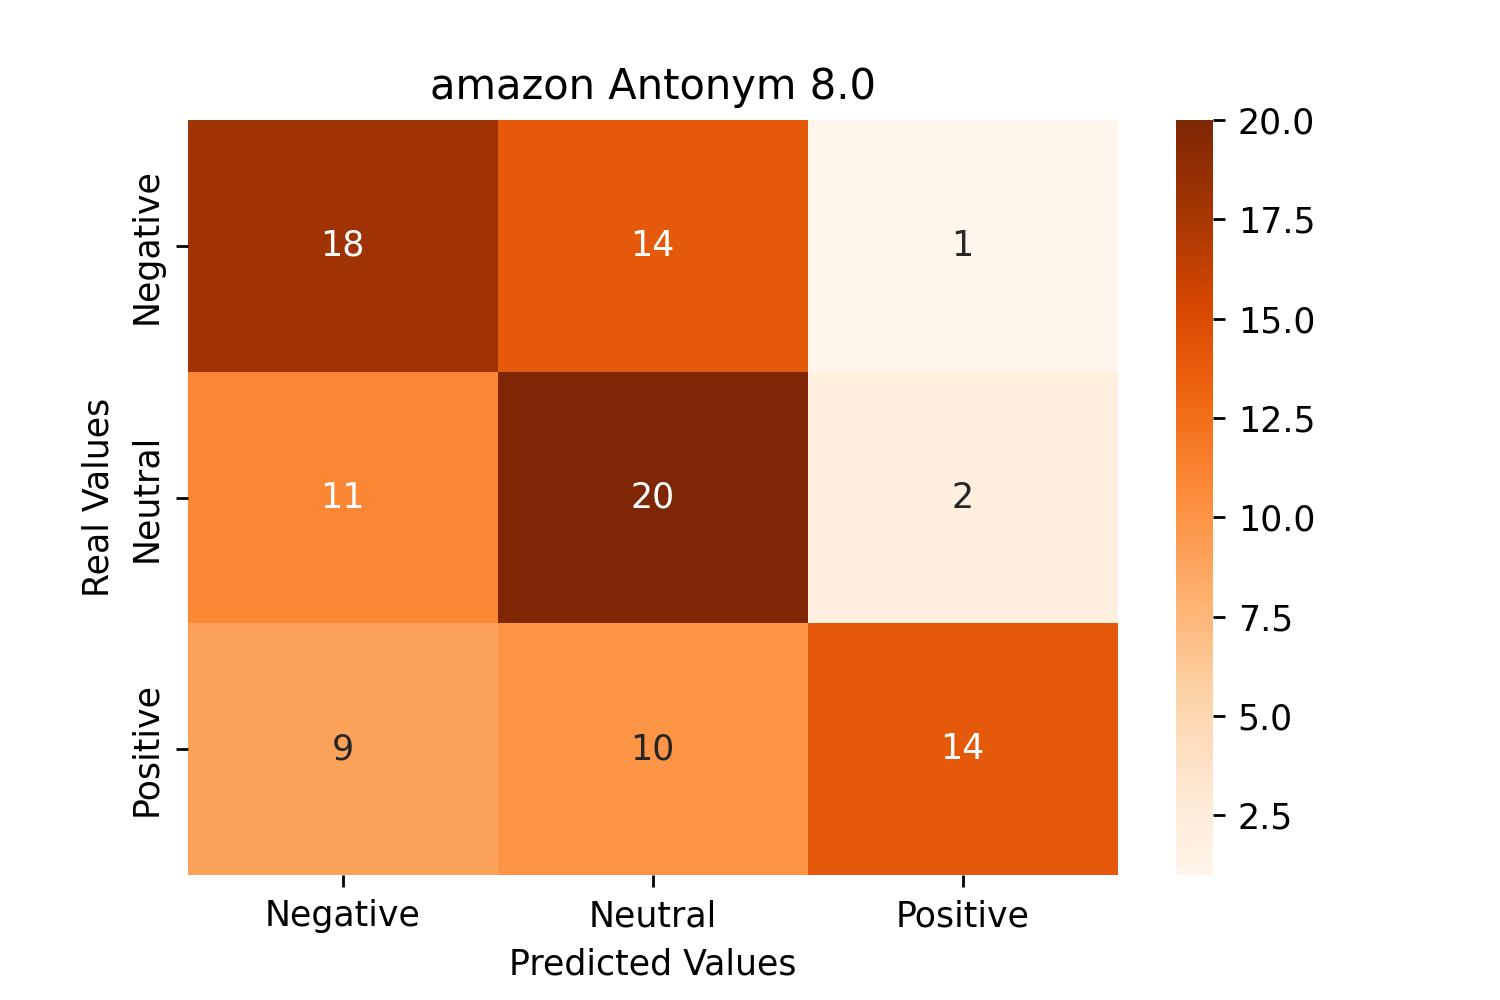 amazon Antonym 8.0
Real Values
Negative
18 14 1
Neutral
11 20 2
Positive
9 10 14
Negative Neutral Positive
Predicted Values
20.0
17.5
15.0
12.5
10.0
7.5
5.0
2.5